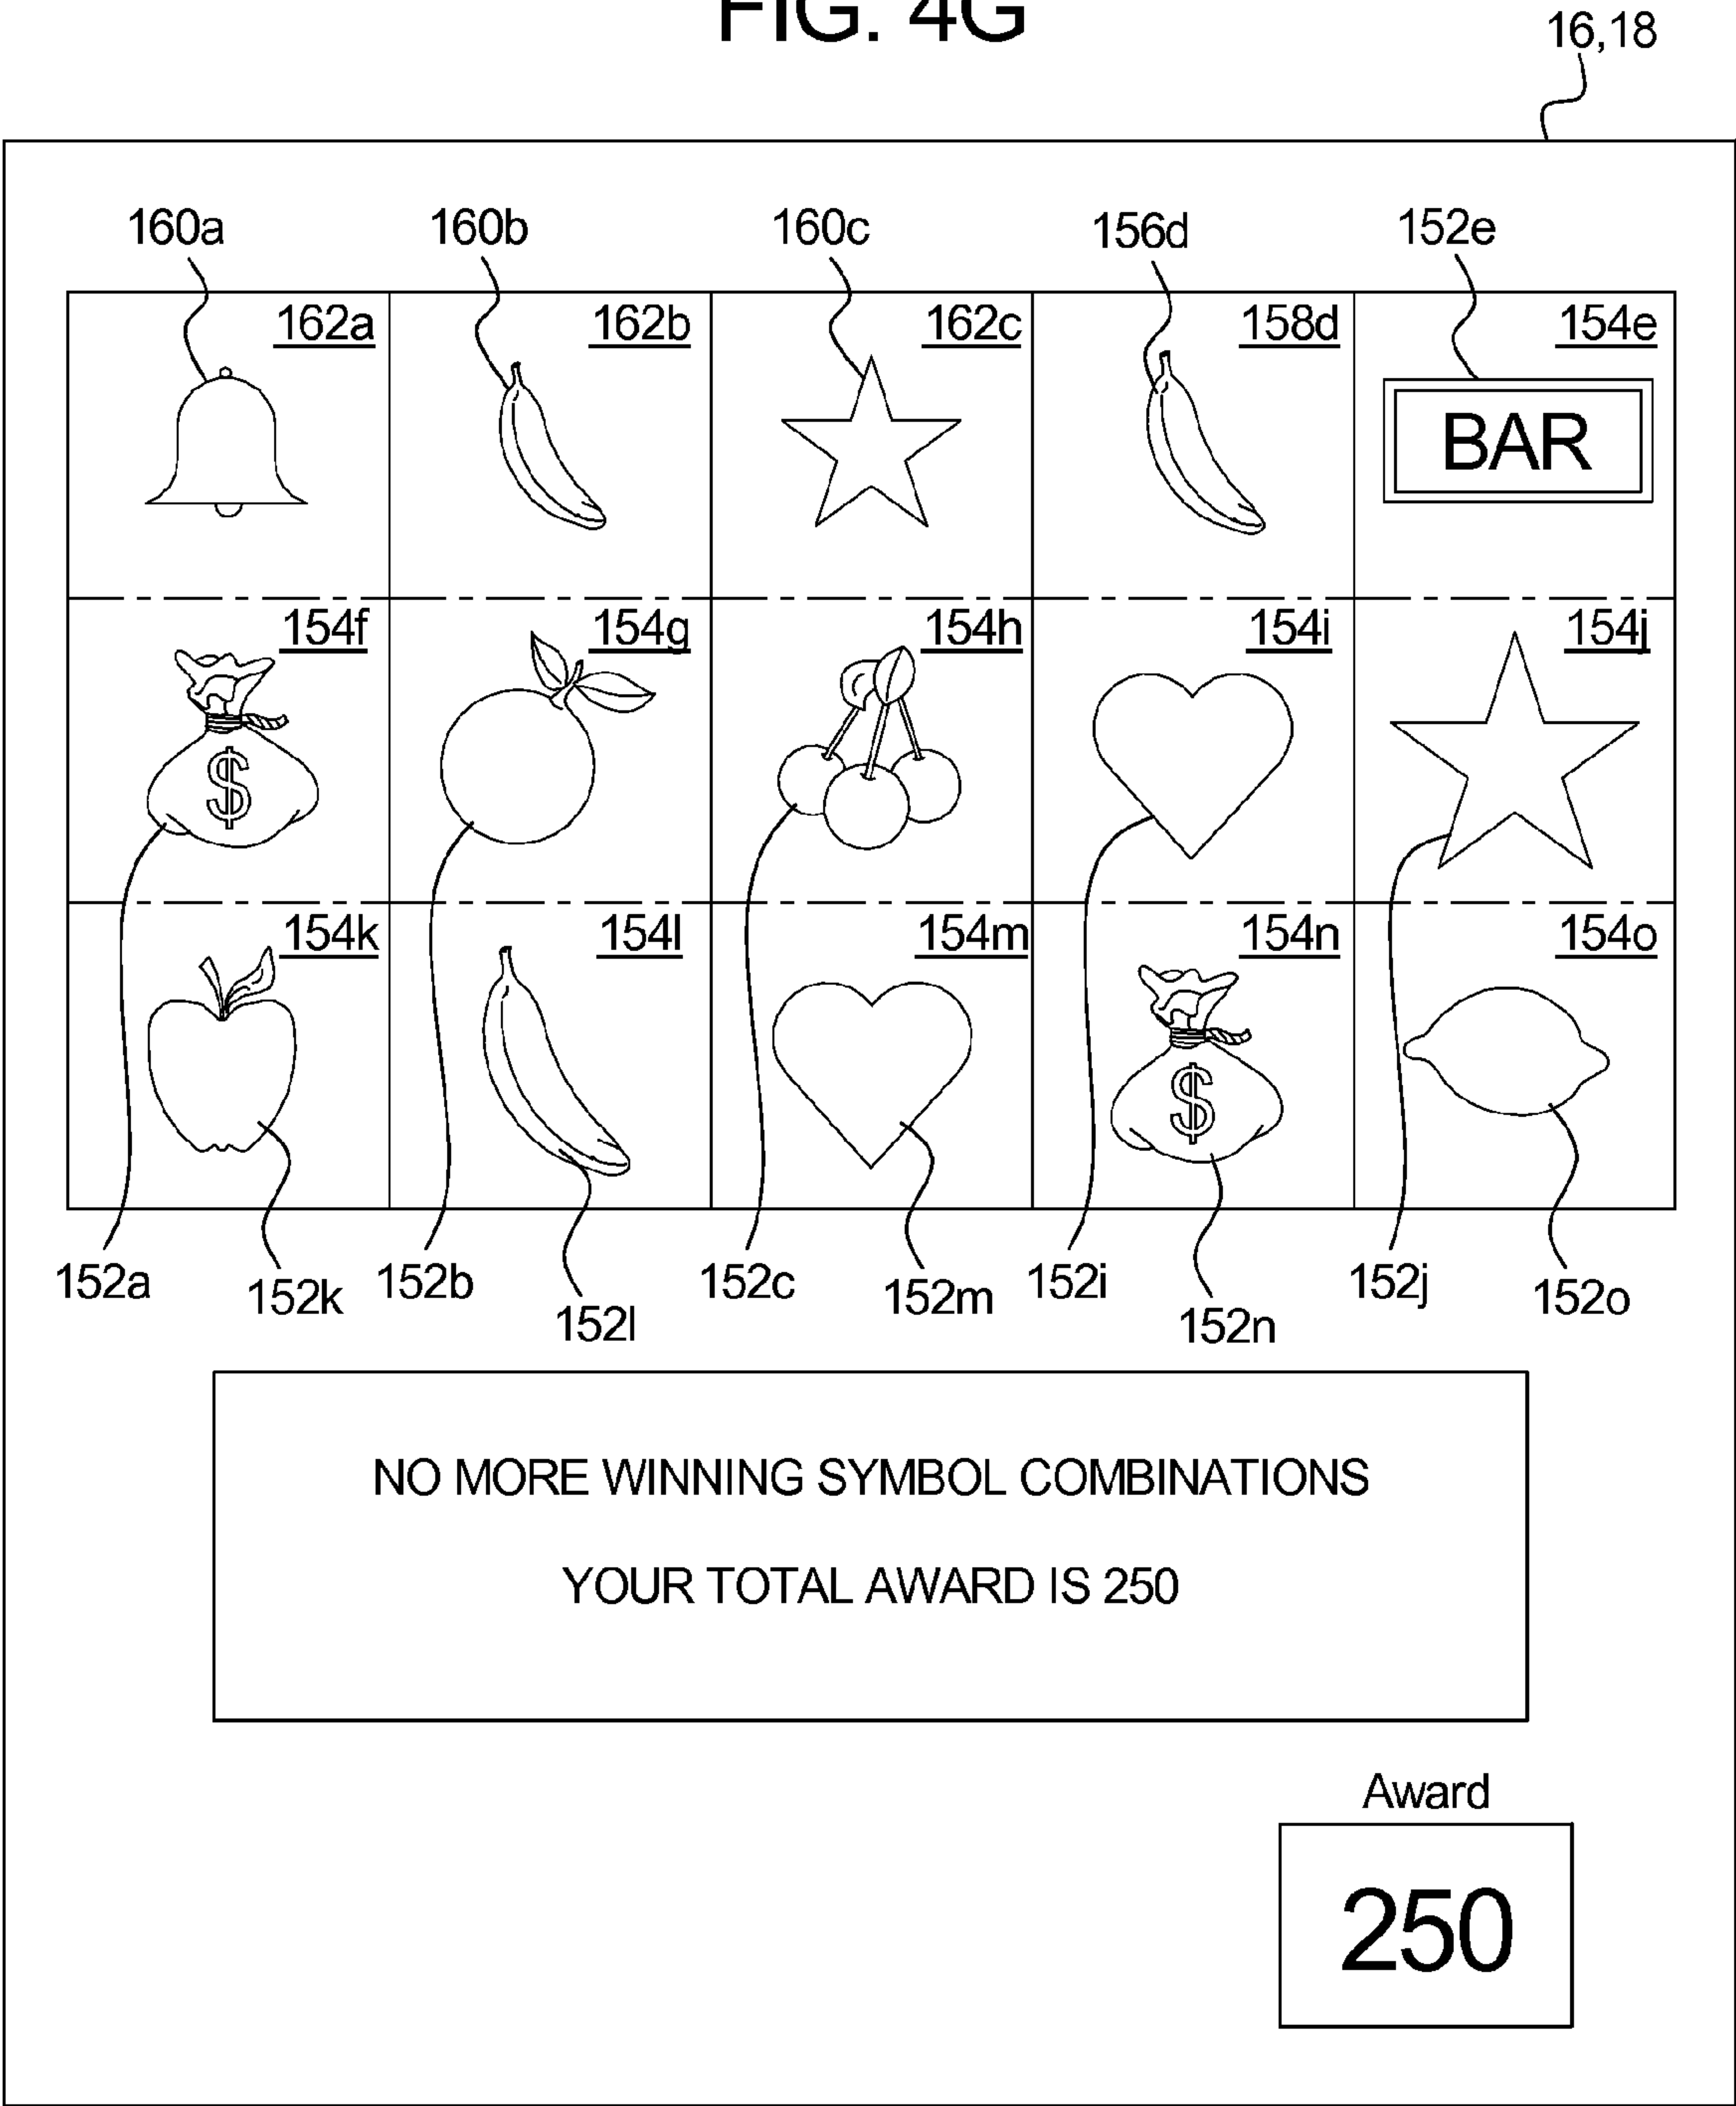 FIG. 4G
16,18
160a 160b 160c 156d 152e
162a 162b 162c 158d 154e
BAR
154f 154g 154h 154i 154j
$
154k 154l 154m 154n 154o
$
152a 152k 152b 152l 152c 152m 152i 152n 152j 152o
NO MORE WINNING SYMBOL COMBINATIONS
YOUR TOTAL AWARD IS 250
Award
250